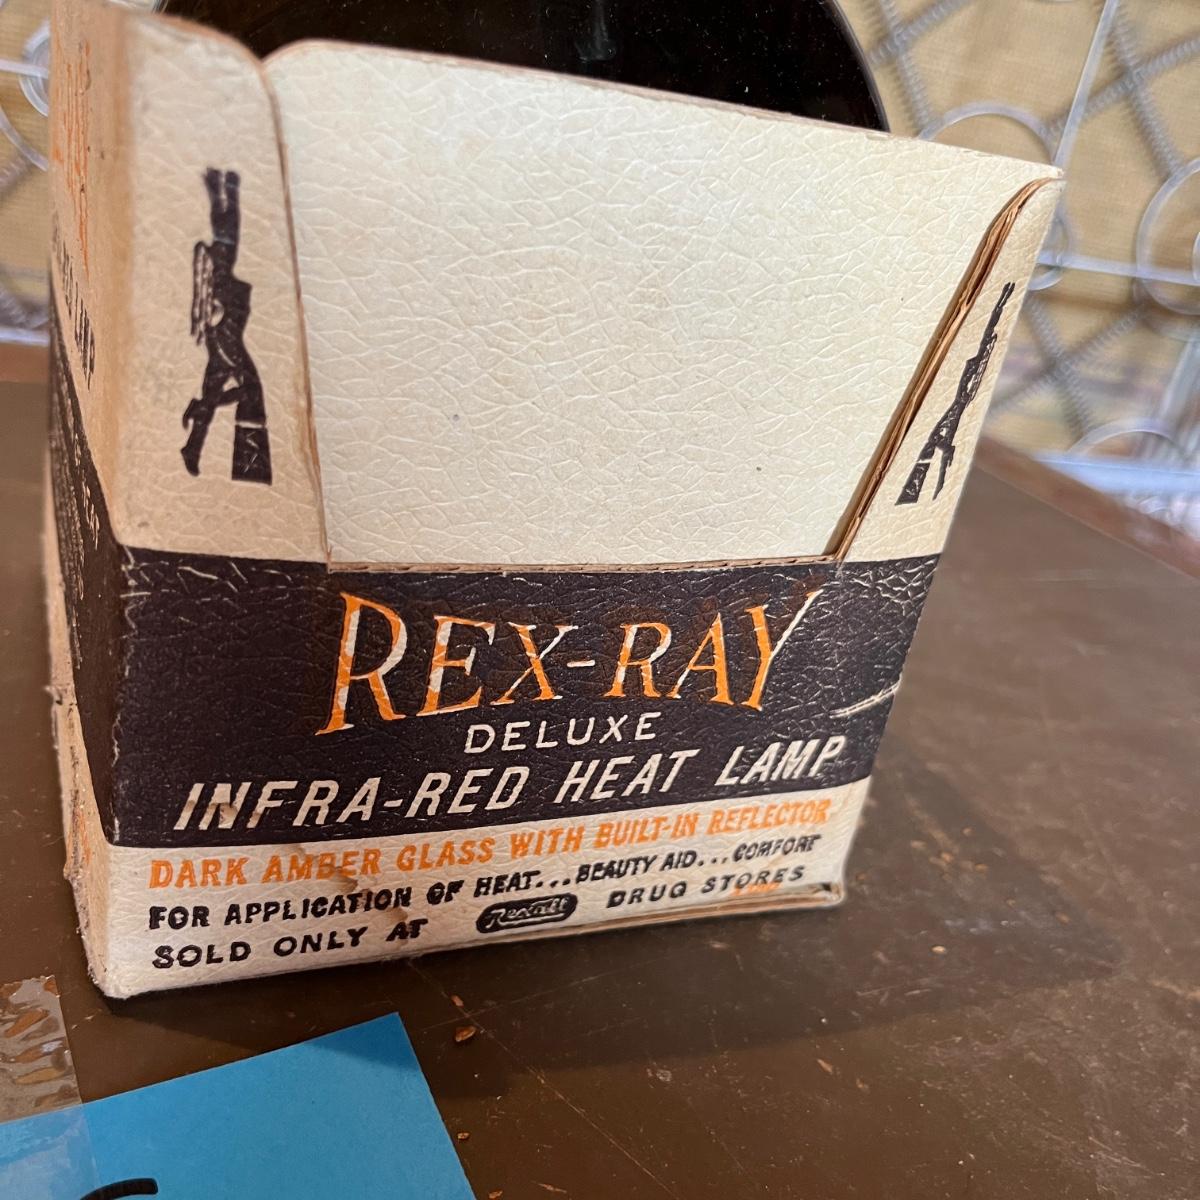 REX-RAY
DELUXE
INFRA-RED HEAT LAMP
DARK AMBER GLASS WITH BUILT-IN REFLECTOR
FOR APPLICATION OF HEAT...BEAUTY AID...COMFORT
SOLD ONLY AT Rexall DRUG STORES